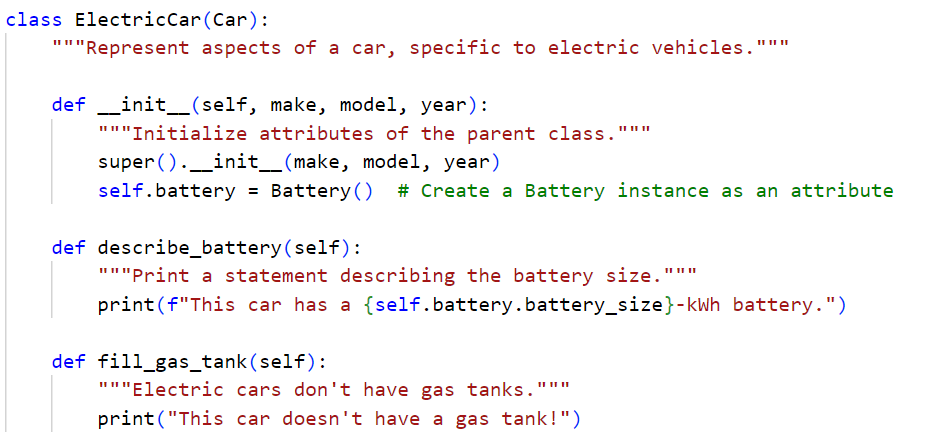 class ElectricCar(Car):
    """Represent aspects of a car, specific to electric vehicles."""

    def __init__(self, make, model, year):
        """Initialize attributes of the parent class."""
        super().__init__(make, model, year)
        self.battery = Battery()  # Create a Battery instance as an attribute

    def describe_battery(self):
        """Print a statement describing the battery size."""
        print(f"This car has a {self.battery.battery_size}-kWh battery.")

    def fill_gas_tank(self):
        """Electric cars don't have gas tanks."""
        print("This car doesn't have a gas tank!")